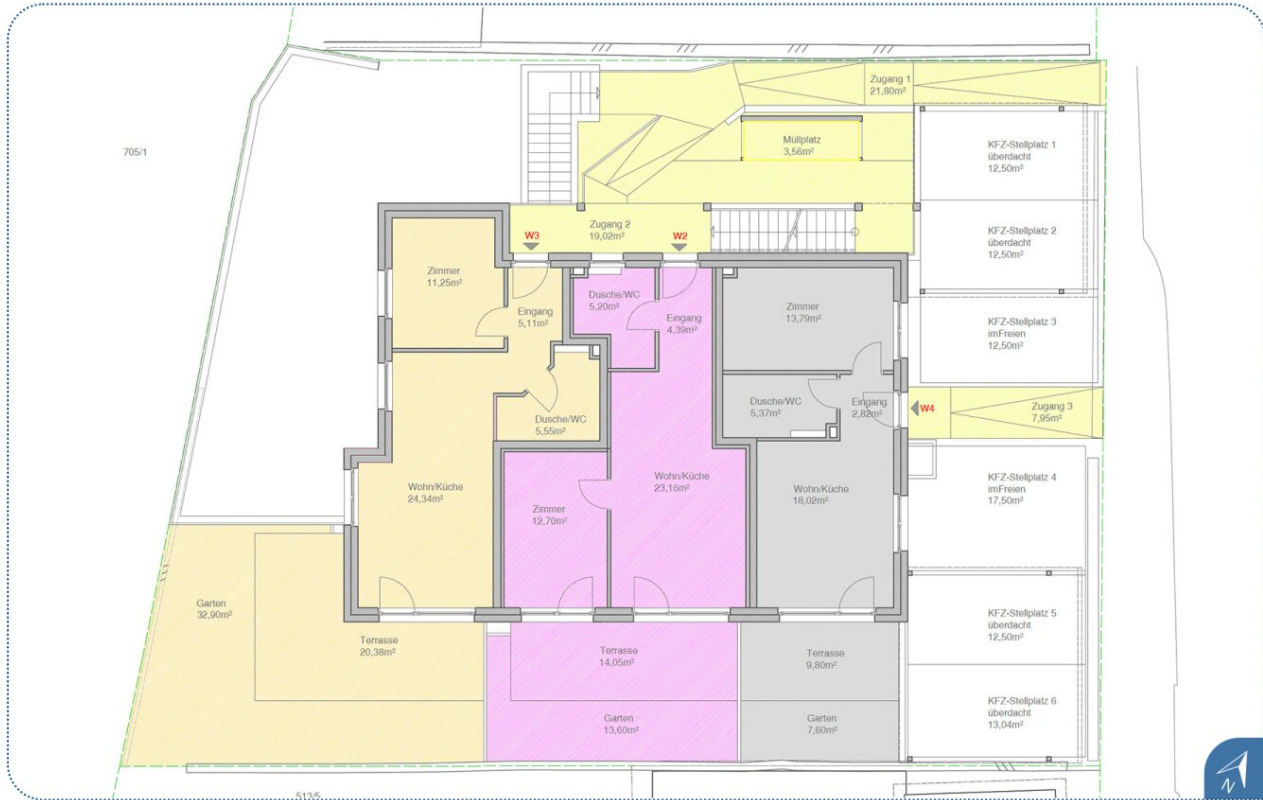 Zugang 1
21,80m²
Müllplatz
3,56m²
KFZ-Stellplatz 1
überdacht
12,50m²
705/1
Zugang 2
19,02m²
W3
W2
KFZ-Stellplatz 2
überdacht
12,50m²
Zimmer
11,25m²
Dusche/WC
5,20m²
Eingang
5,11m²
Eingang
4,39m²
Zimmer
13,79m²
KFZ-Stellplatz 3
imFreien
12,50m²
Dusche/WC
5,37m²
Eingang
2,82m²
W4
Zugang 3
7,95m²
Dusche/WC
5,55m²
Wohn/Küche
24,34m²
Wohn/Küche
23,16m²
Wohn/Küche
18,02m²
KFZ-Stellplatz 4
imFreien
17,50m²
Zimmer
12,70m²
Garten
32,90m²
Terrasse
20,38m²
Terrasse
14,05m²
Terrasse
9,80m²
KFZ-Stellplatz 5
überdacht
12,50m²
Garten
13,60m²
Garten
7,60m²
KFZ-Stellplatz 6
überdacht
13,04m²
513/5
N